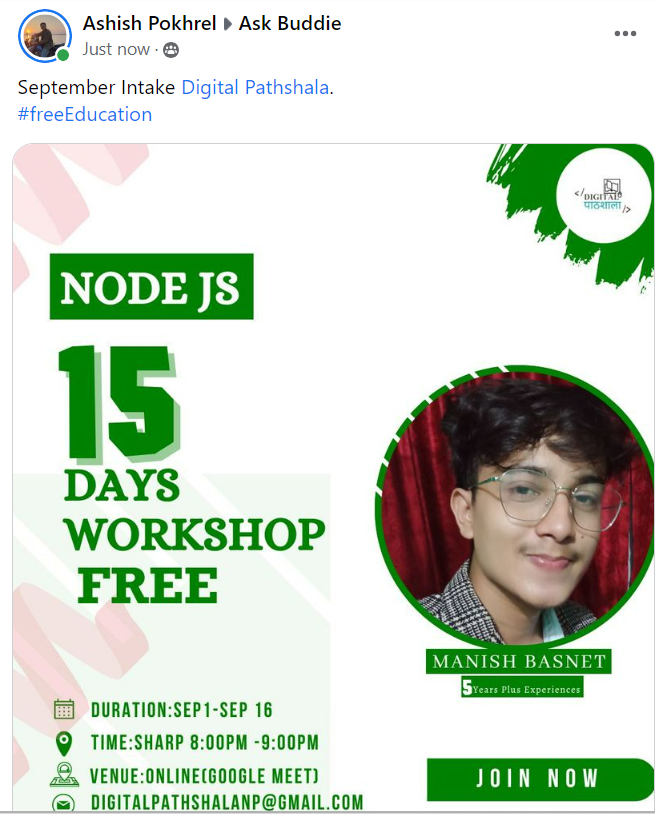 Ashish Pokhrel ▸ Ask Buddie
Just now ·
September Intake Digital Pathshala.
#freeEducation
</DIGITAL
पाठशाला/>
NODE JS
15
DAYS
WORKSHOP
FREE
MANISH BASNET
5Years Plus Experiences
DURATION:SEP1-SEP 16
TIME:SHARP 8:00PM -9:00PM
VENUE:ONLINE(GOOGLE MEET)
JOIN NOW
DIGITALPATHSHALANP@GMAIL.COM